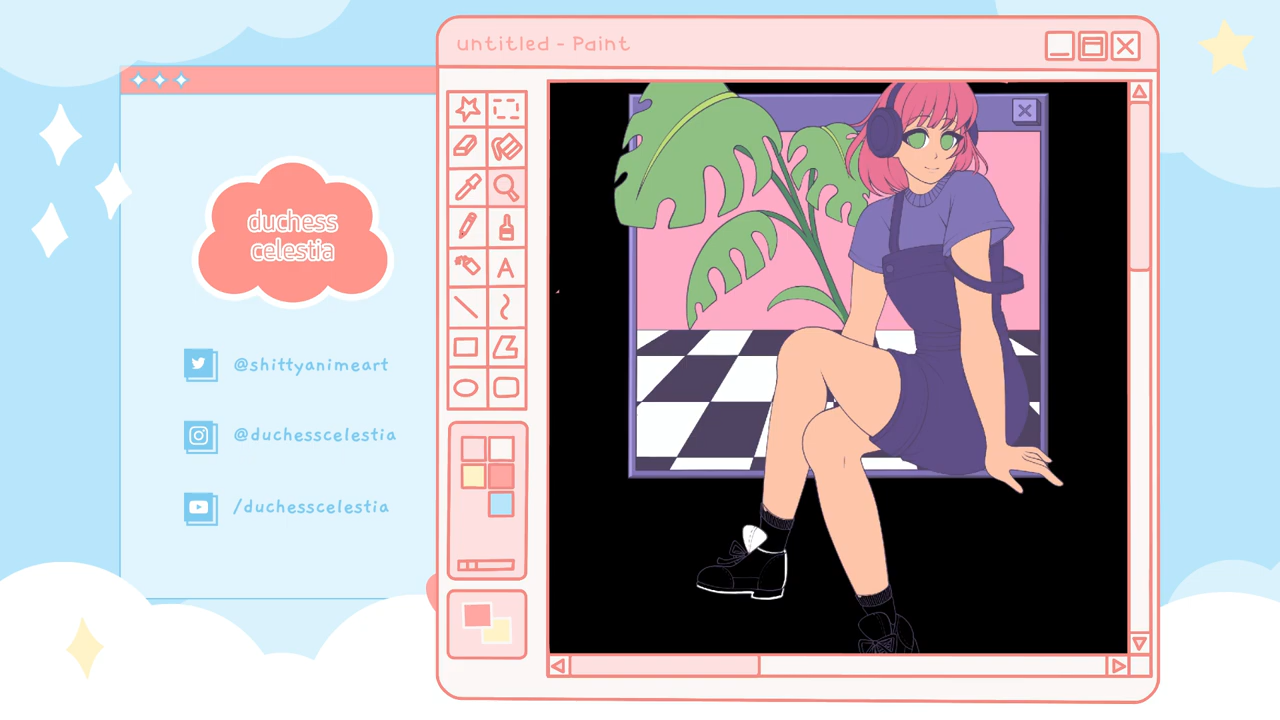 untitled - Paint
duchess
celestia
@shittyanimeart
@duchesscelestia
/duchesscelestia
A